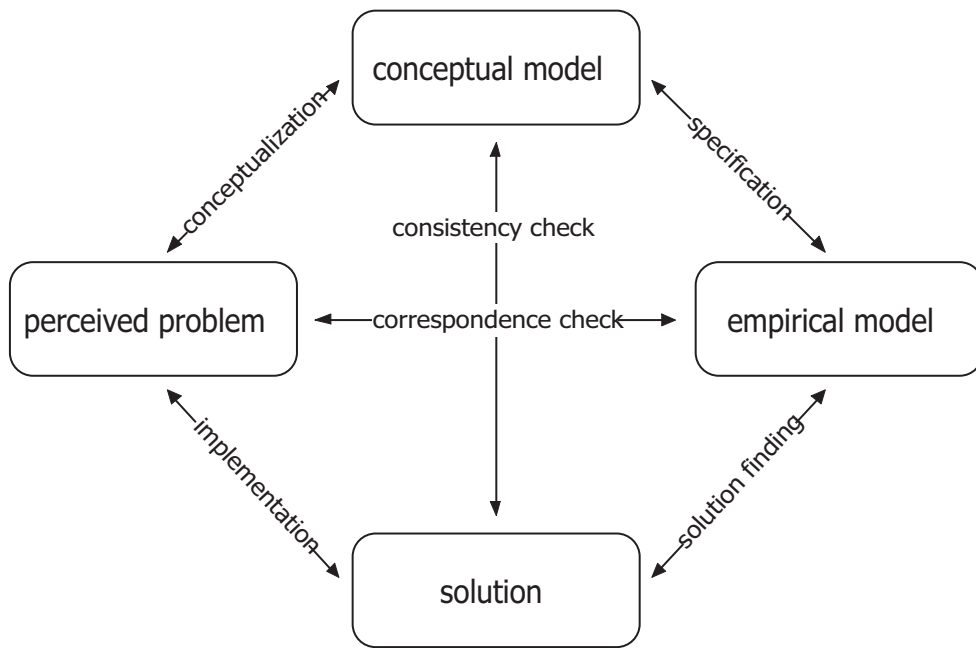 conceptual model
conceptualization
specification
consistency check
perceived problem
correspondence check
empirical model
implementation
solution finding
solution